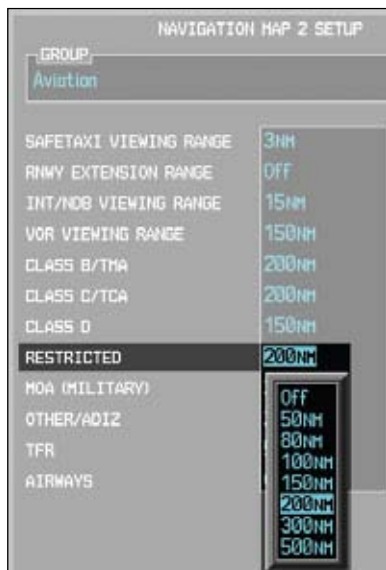 NAVIGATION MAP 2 SETUP
GROUP
Aviation
SAFETAXI VIEWING RANGE 3NM
RNWY EXTENSION RANGE Off
INT/NDB VIEWING RANGE 15NM
VOR VIEWING RANGE 150NM
CLASS B/TMA 200NM
CLASS C/TCA 200NM
CLASS D 150NM
RESTRICTED 200NM
MOA (MILITARY)
OTHER/ADIZ
TFR
AIRWAYS
Off
50NM
80NM
100NM
150NM
200NM
300NM
500NM